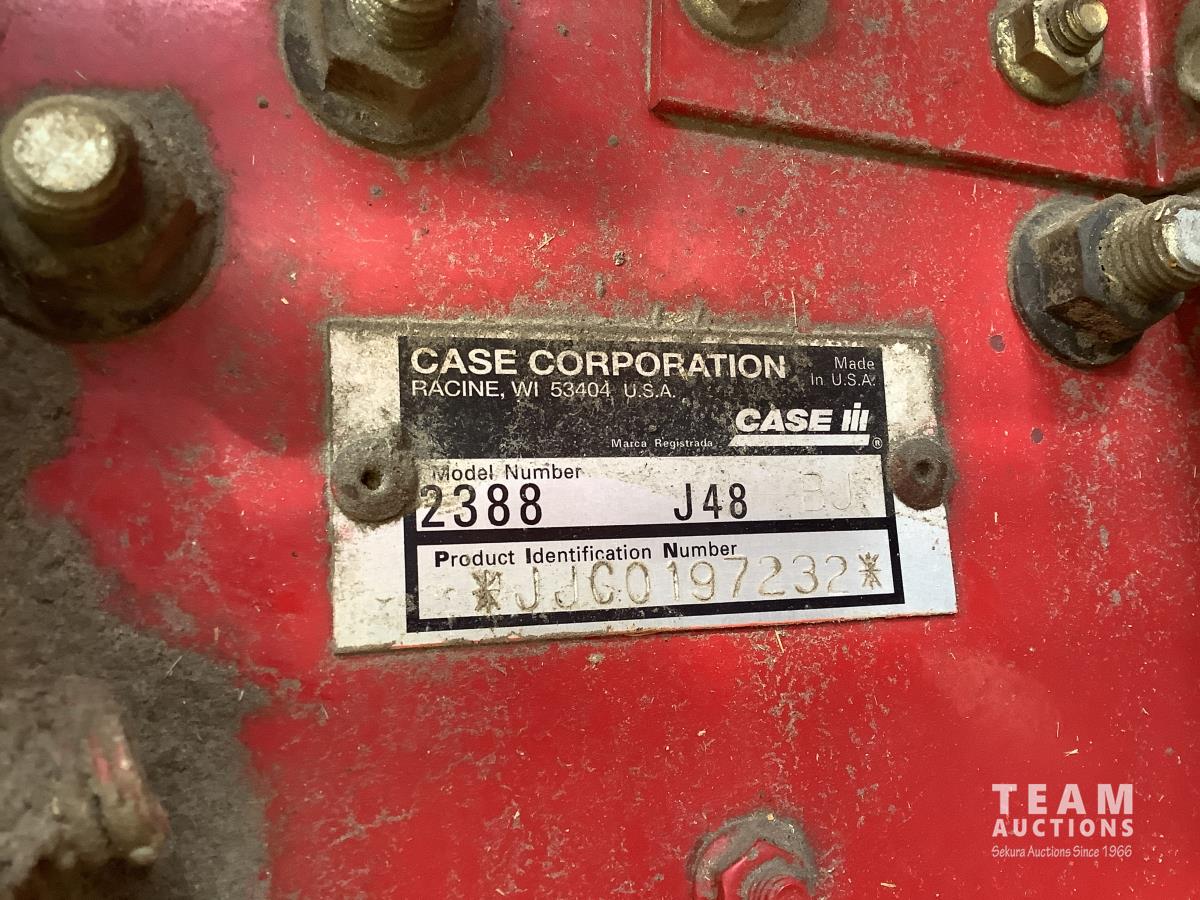 CASE CORPORATION
Made
In U.S.A.
RACINE, WI 53404 U.S.A.
CASE IH
Marca Registrada ®
Model Number
2388 J48 BJ
Product Identification Number
*JJC0197232*
TEAM
AUCTIONS
Sekura Auctions Since 1966